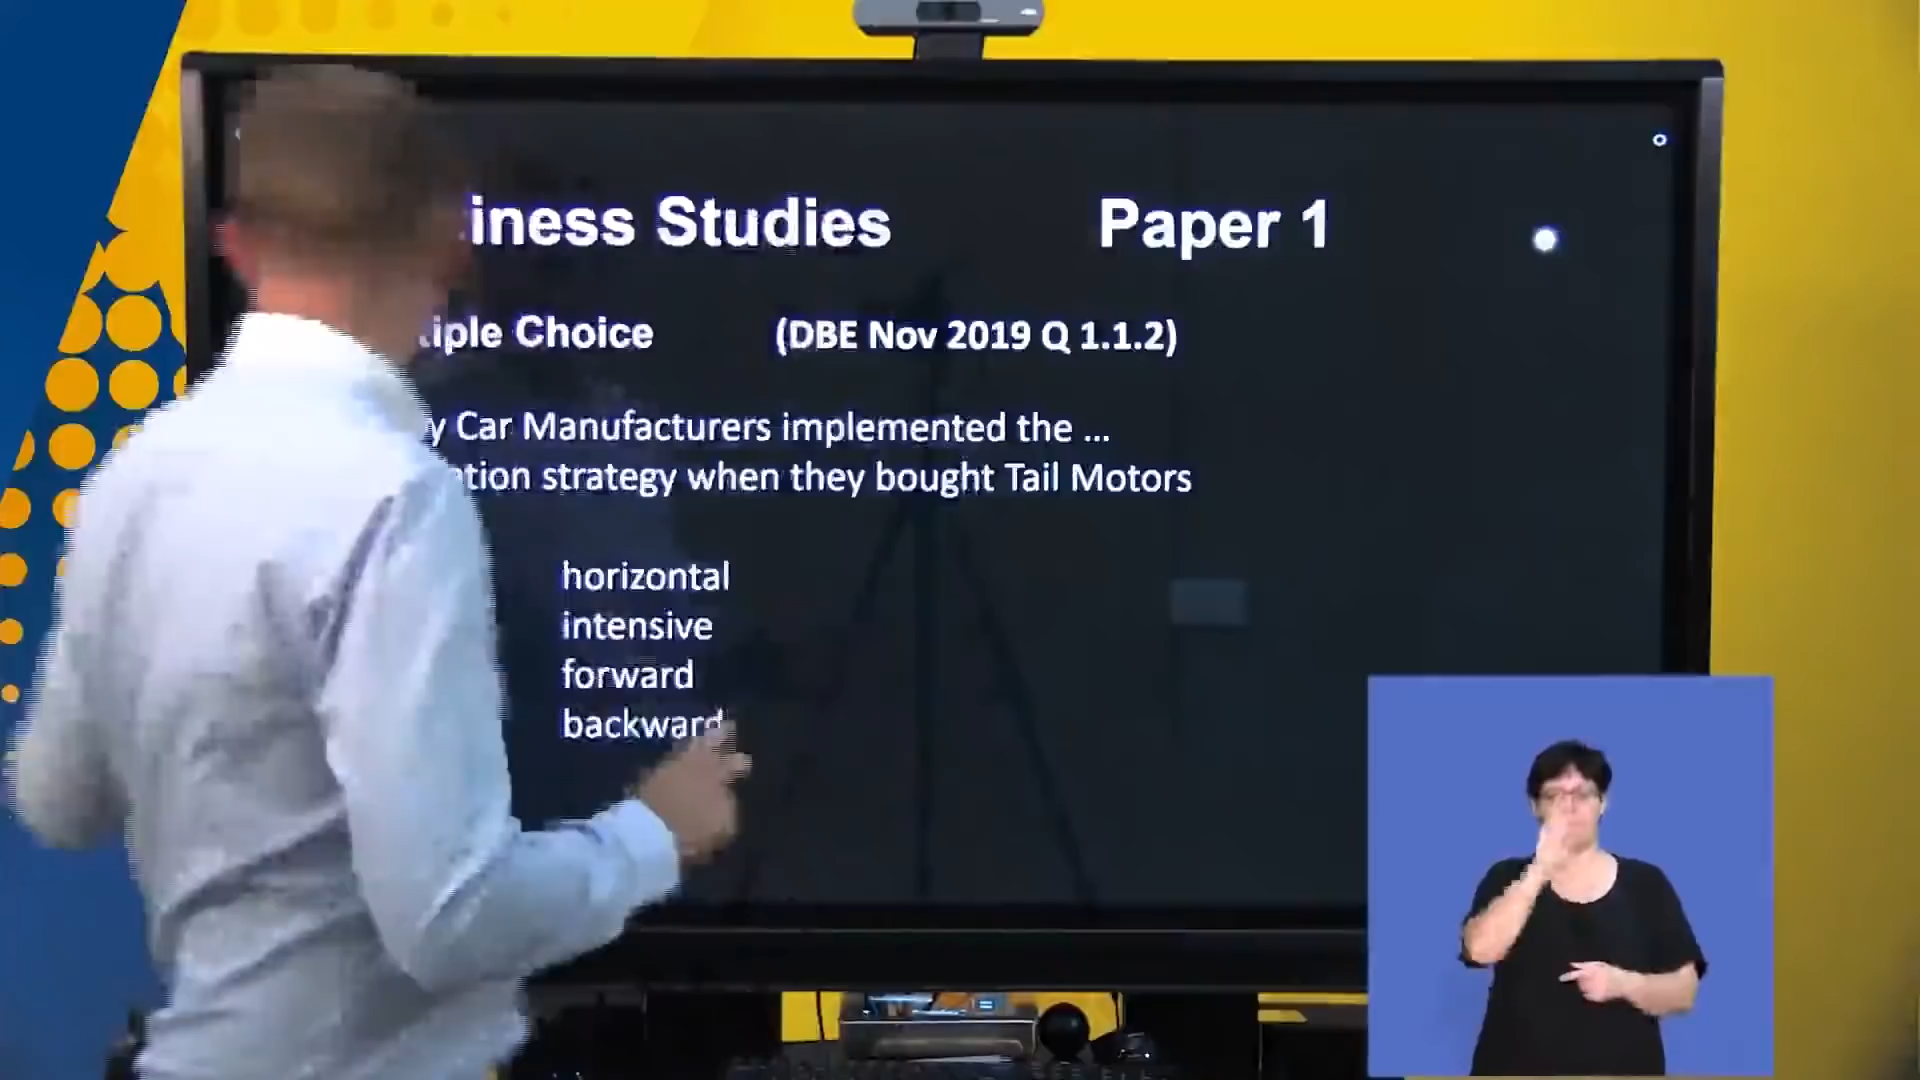 iness Studies Paper 1
iple Choice (DBE Nov 2019 Q 1.1.2)
y Car Manufacturers implemented the ...
ation strategy when they bought Tail Motors
horizontal
intensive
forward
backward